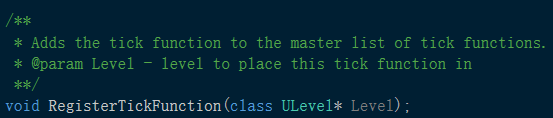 /**
 * Adds the tick function to the master list of tick functions.
 * @param Level - level to place this tick function in
 **/
void RegisterTickFunction(class ULevel* Level);